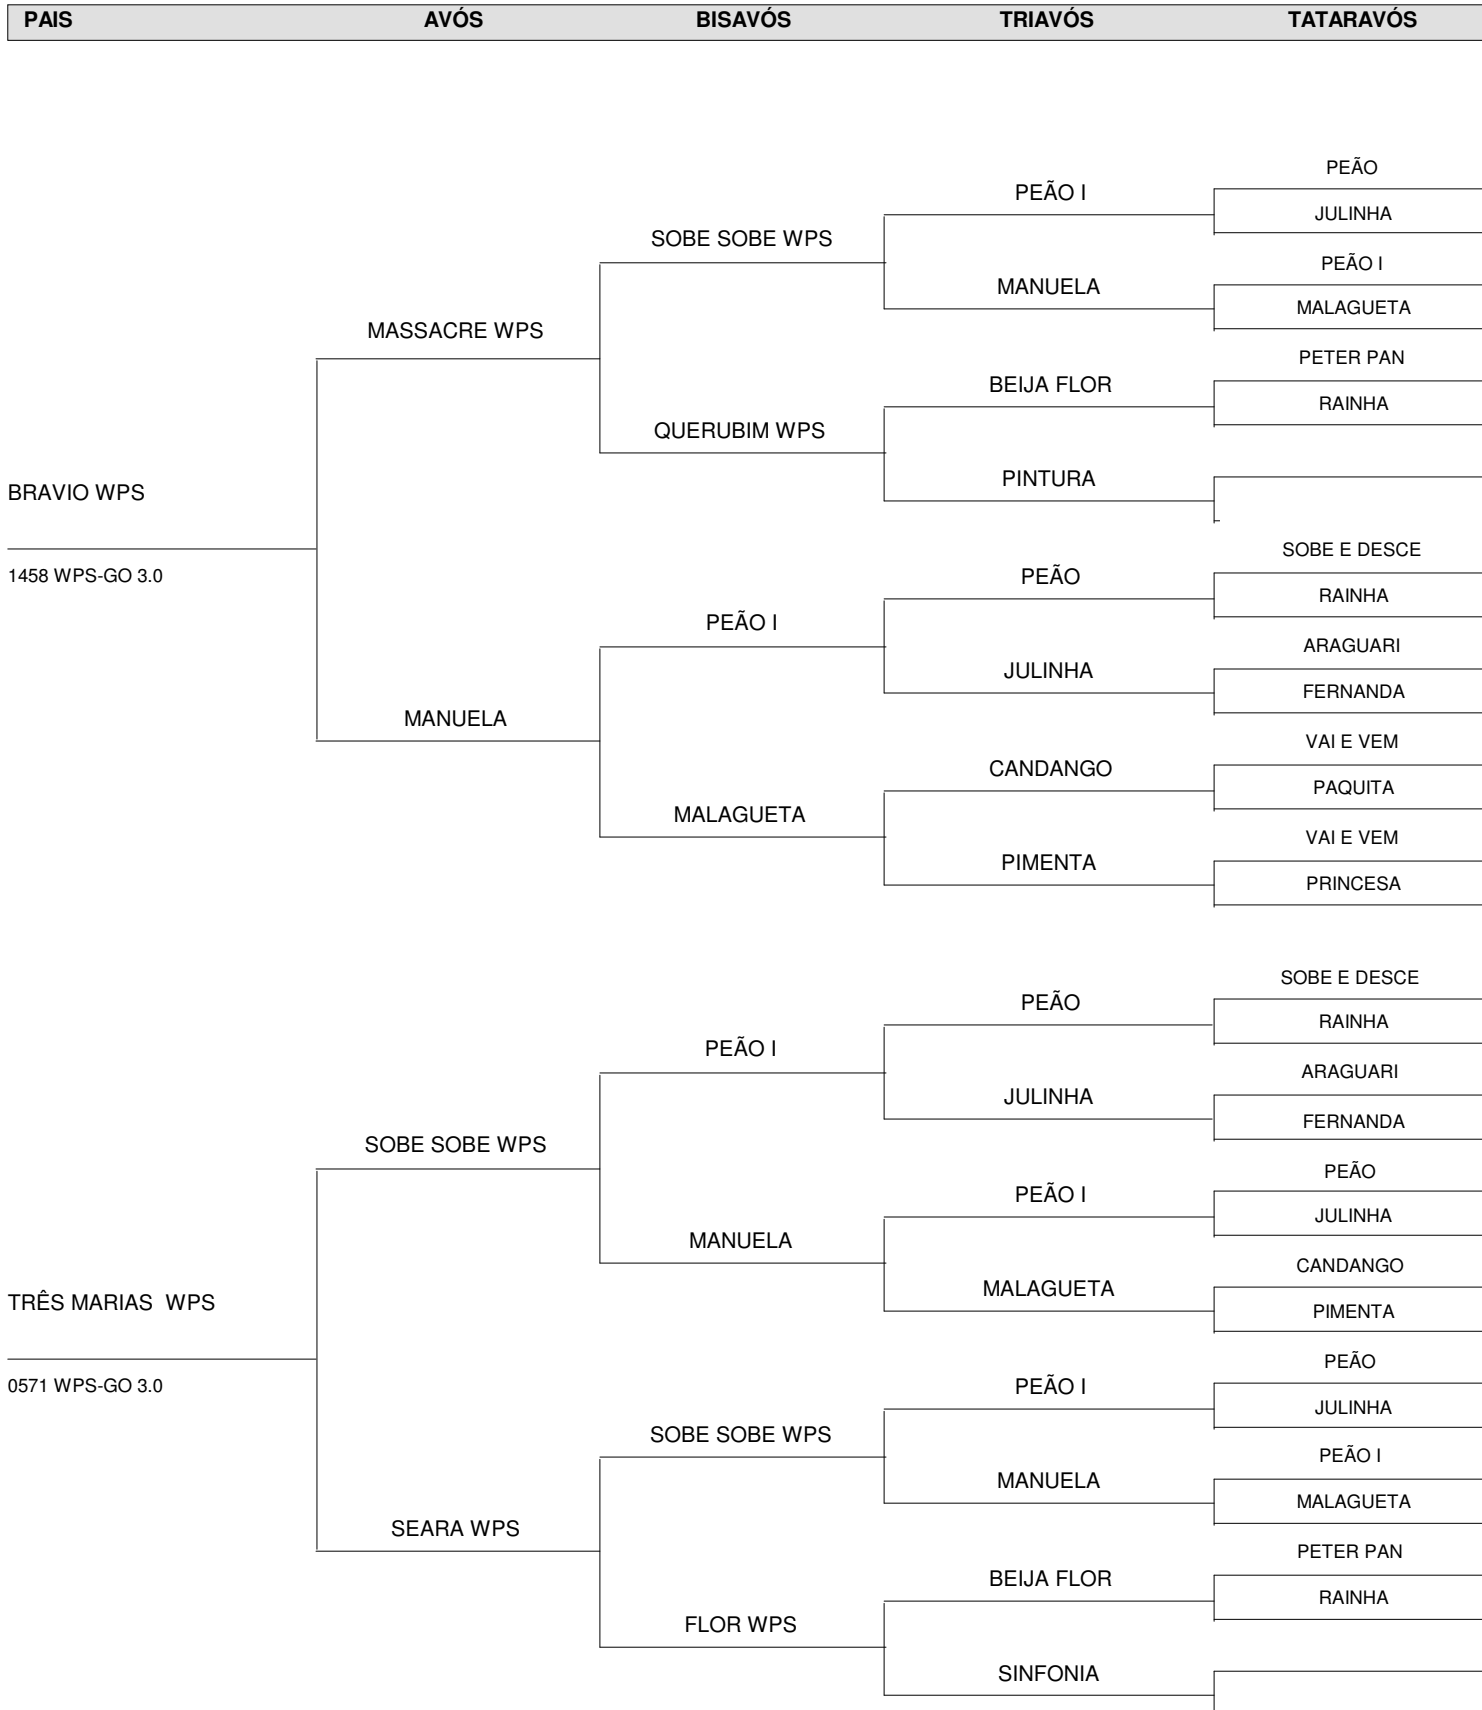 PAIS AVÓS BISAVÓS TRIAVÓS TATARAVÓS
PEÃO
PEÃO I
JULINHA
SOBE SOBE WPS
PEÃO I
MANUELA
MALAGUETA
MASSACRE WPS
PETER PAN
BEIJA FLOR
RAINHA
QUERUBIM WPS
PINTURA
BRAVIO WPS
SOBE E DESCE
1458 WPS-GO 3.0
PEÃO
RAINHA
PEÃO I
ARAGUARI
JULINHA
FERNANDA
MANUELA
VAI E VEM
CANDANGO
PAQUITA
MALAGUETA
VAI E VEM
PIMENTA
PRINCESA
SOBE E DESCE
PEÃO
RAINHA
PEÃO I
ARAGUARI
JULINHA
FERNANDA
SOBE SOBE WPS
PEÃO
PEÃO I
JULINHA
MANUELA
CANDANGO
MALAGUETA
TRÊS MARIAS WPS
PIMENTA
PEÃO
0571 WPS-GO 3.0
PEÃO I
JULINHA
SOBE SOBE WPS
PEÃO I
MANUELA
MALAGUETA
SEARA WPS
PETER PAN
BEIJA FLOR
RAINHA
FLOR WPS
SINFONIA